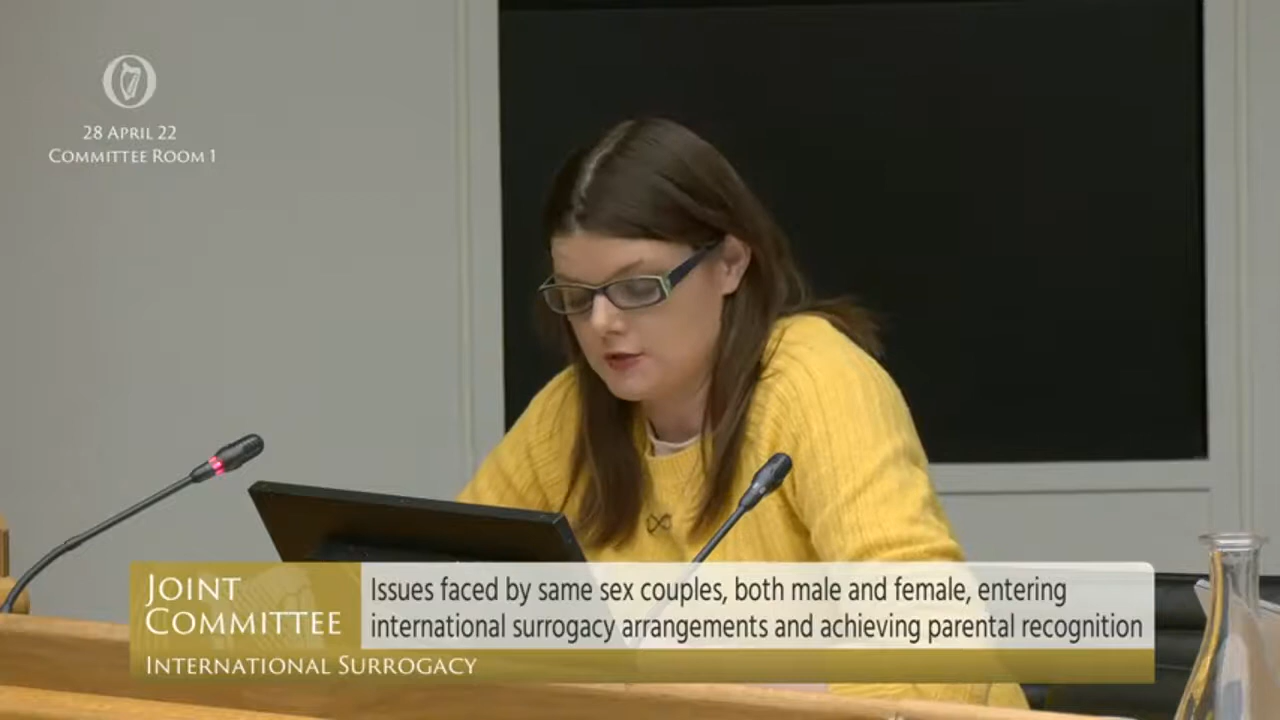 28 April 22
Committee Room 1
Joint
Committee
Issues faced by same sex couples, both male and female, entering
international surrogacy arrangements and achieving parental recognition
International Surrogacy